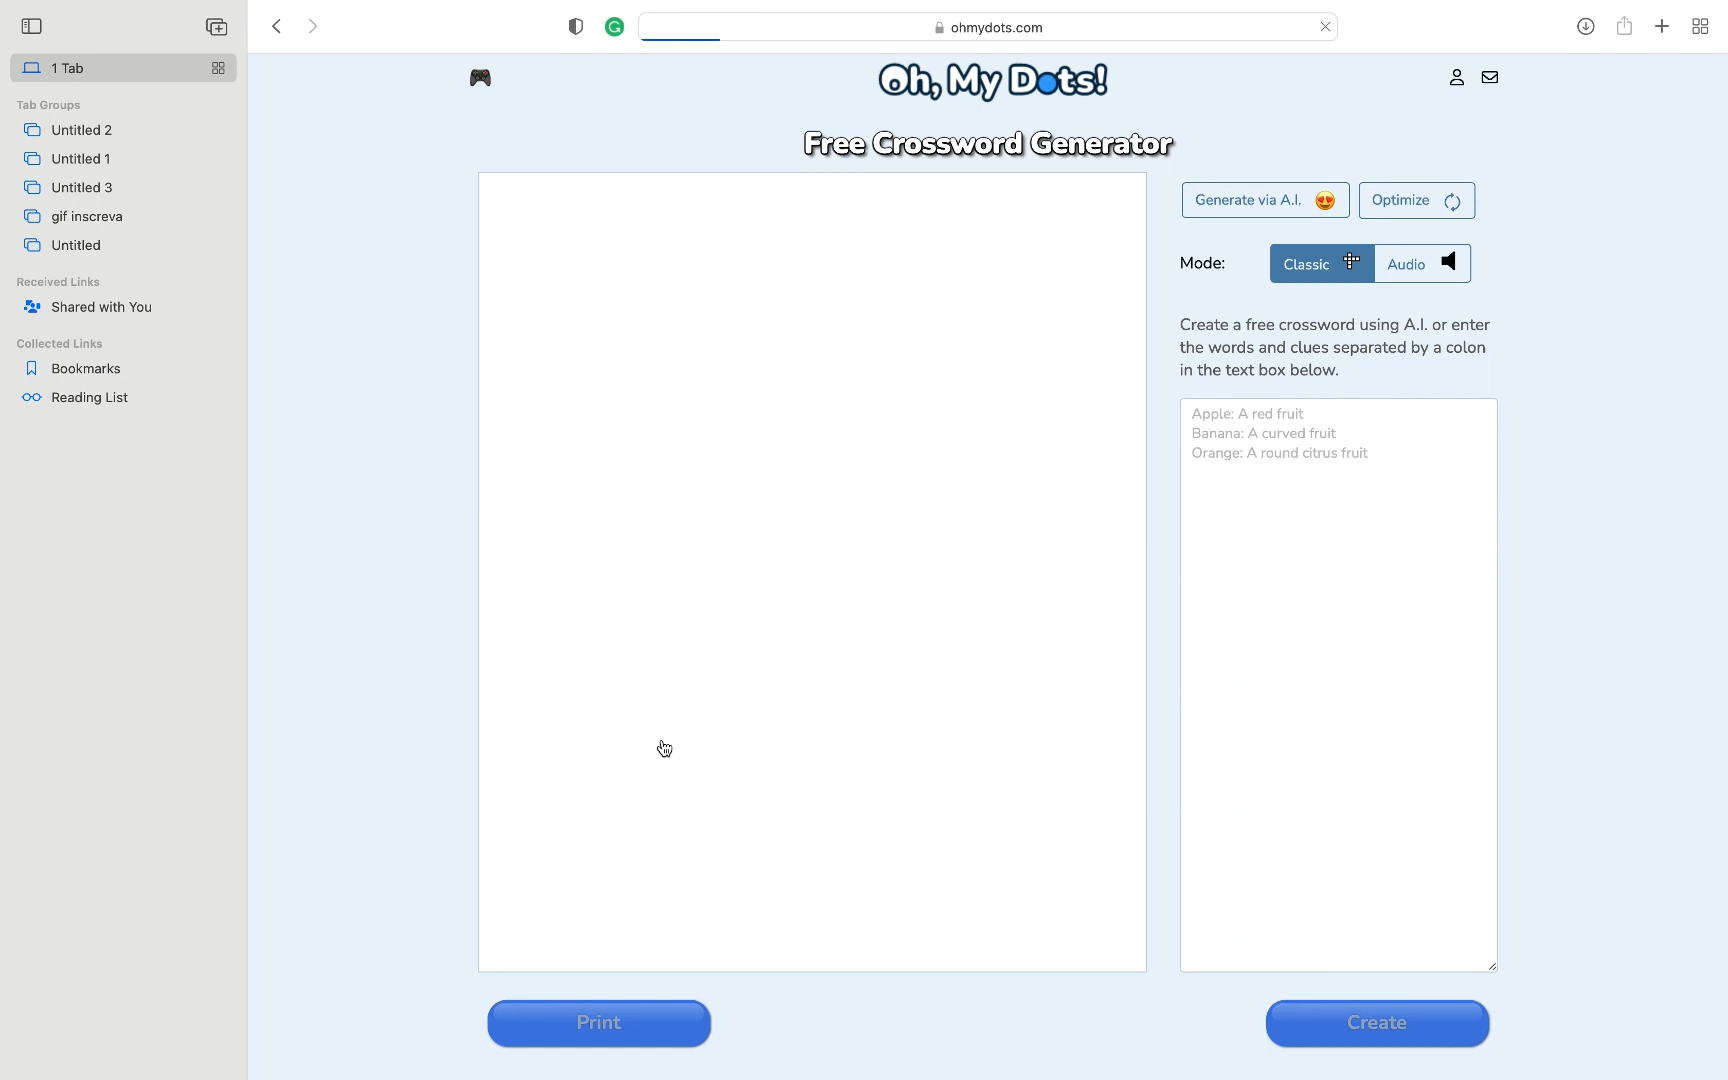 1 Tab
Tab Groups
Untitled 2
Untitled 1
Untitled 3
gif inscreva
Untitled
Received Links
Shared with You
Collected Links
Bookmarks
Reading List
ohmydots.com
Oh, My Dots!
Free Crossword Generator
Generate via A.I.
Optimize
Mode:
Classic
Audio
Create a free crossword using A.I. or enter
the words and clues separated by a colon
in the text box below.
Apple: A red fruit
Banana: A curved fruit
Orange: A round citrus fruit
Print
Create